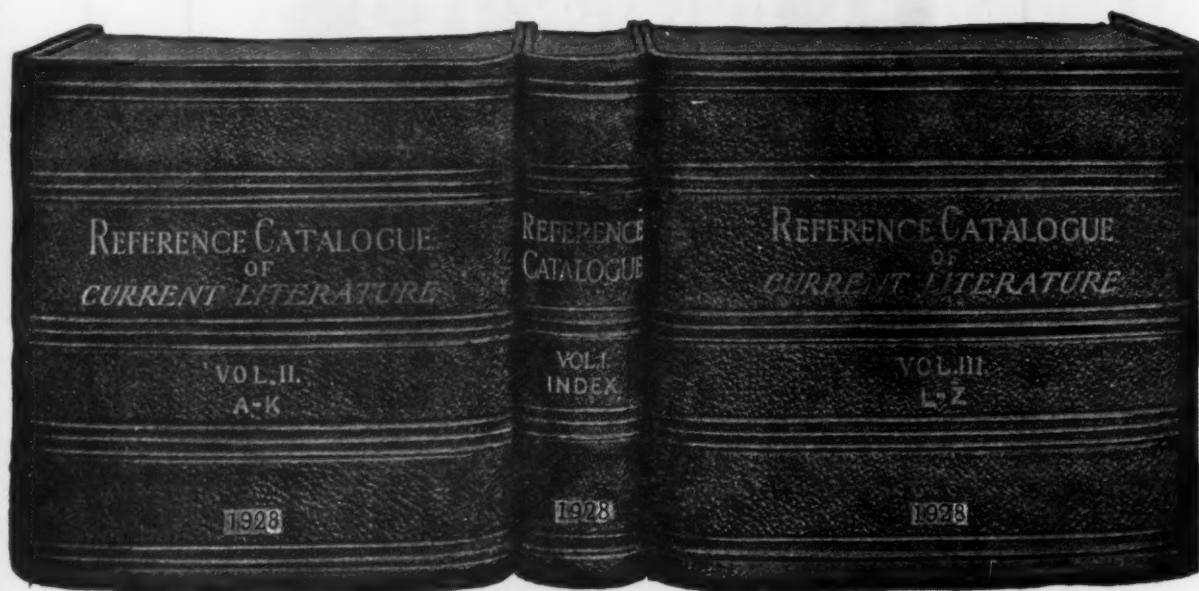 REFERENCE CATALOGUE
OF
CURRENT LITERATURE
VOL. II.
A-K
1928
REFERENCE
CATALOGUE
VOL. I.
INDEX.
1928
REFERENCE CATALOGUE
OF
CURRENT LITERATURE
VOL. III.
L-Z
1928